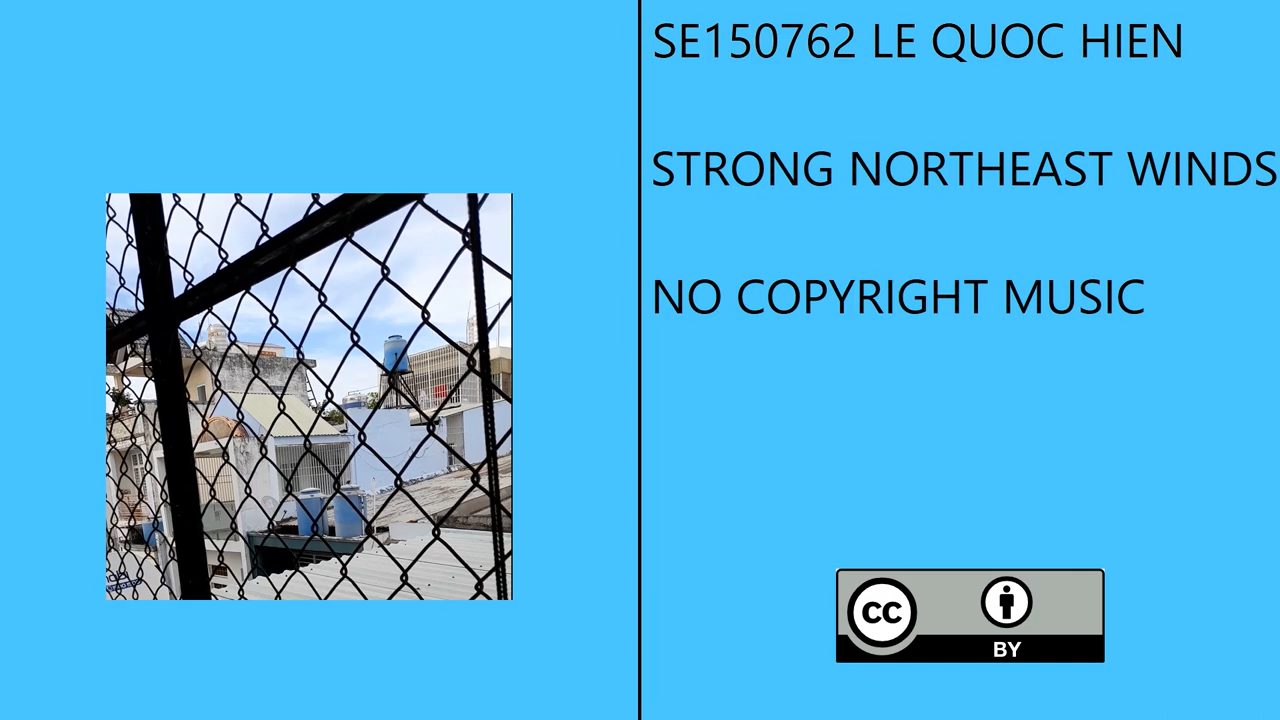 SE150762 LE QUOC HIEN
STRONG NORTHEAST WINDS
NO COPYRIGHT MUSIC
CC
BY